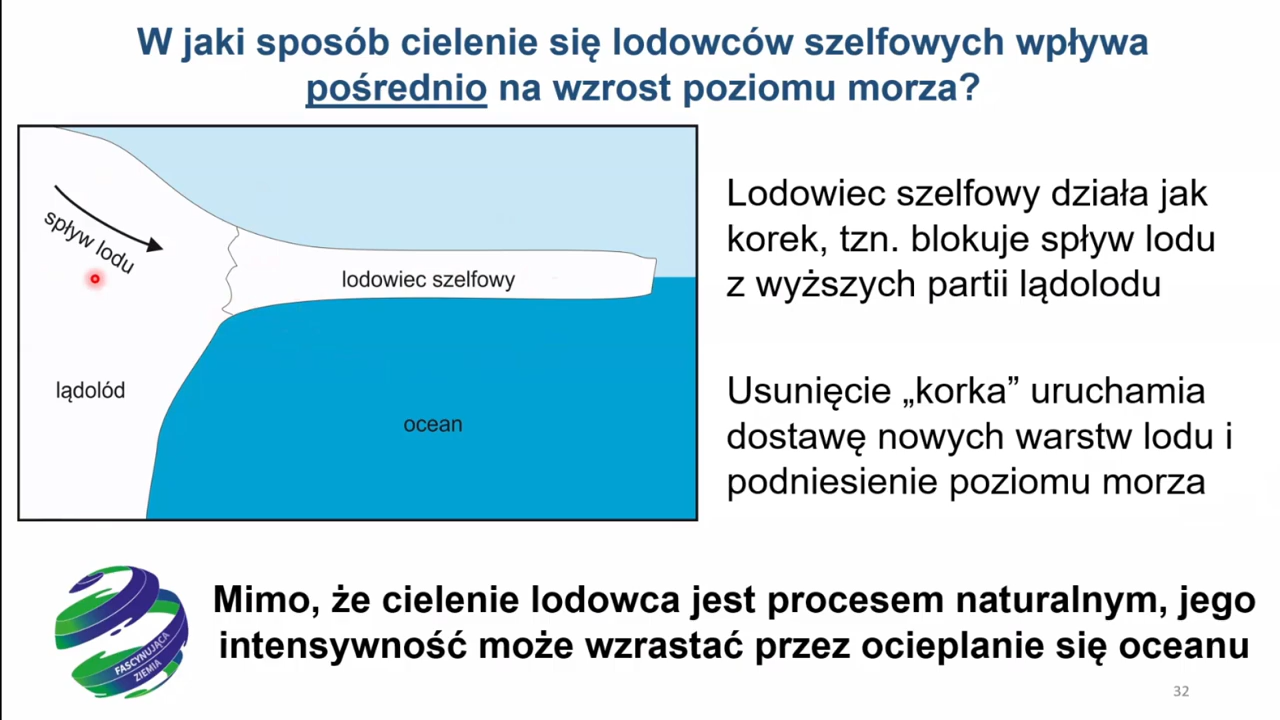 W jaki sposób cielenie się lodowców szelfowych wpływa
pośrednio na wzrost poziomu morza?
spływ lodu
lodowiec szelfowy
lądolód
ocean
Lodowiec szelfowy działa jak
korek, tzn. blokuje spływ lodu
z wyższych partii lądolodu
Usunięcie „korka” uruchamia
dostawę nowych warstw lodu i
podniesienie poziomu morza
FASCYNUJĄCA
ZIEMIA
Mimo, że cielenie lodowca jest procesem naturalnym, jego
intensywność może wzrastać przez ocieplanie się oceanu
32